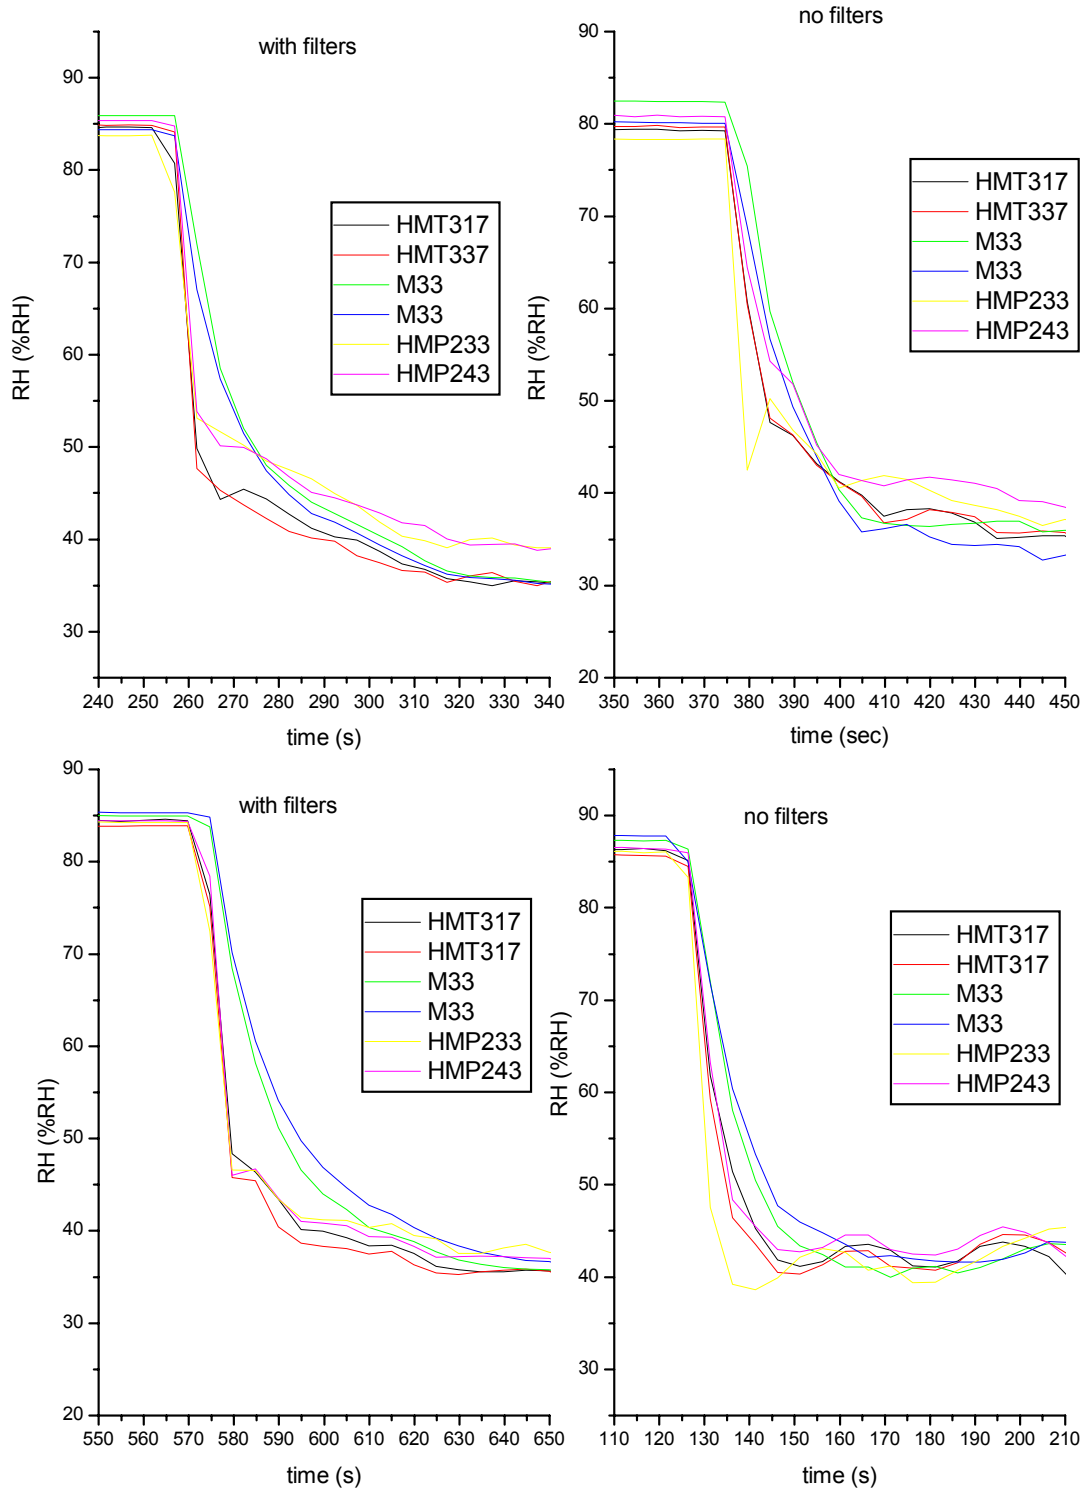 with filters
90
80
70
60
50
40
30
RH (%RH)
HMT317
HMT337
M33
M33
HMP233
HMP243
240 250 260 270 280 290 300 310 320 330 340
time (s)
no filters
90
80
70
60
50
40
30
20
RH (%RH)
HMT317
HMT337
M33
M33
HMP233
HMP243
350 360 370 380 390 400 410 420 430 440 450
time (sec)
with filters
90
80
70
60
50
40
30
20
RH (%RH)
HMT317
HMT317
M33
M33
HMP233
HMP243
550 560 570 580 590 600 610 620 630 640 650
time (s)
no filters
90
80
70
60
50
40
30
RH (%RH)
HMT317
HMT317
M33
M33
HMP233
HMP243
110 120 130 140 150 160 170 180 190 200 210
time (s)